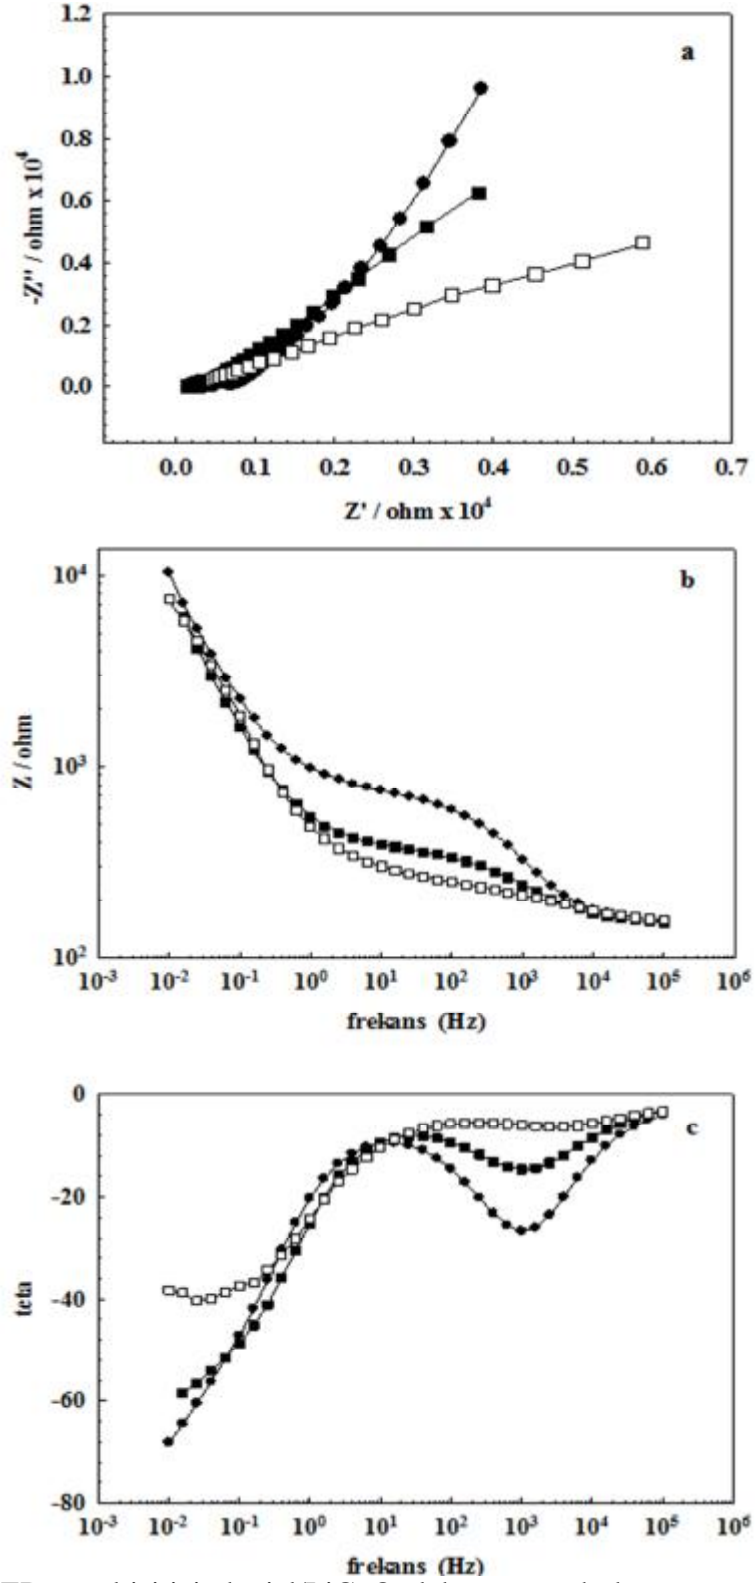 1.2
a
1.0
0.8
0.6
0.4
0.2
0.0
-Z'' / ohm x 10⁴
0.0 0.1 0.2 0.3 0.4 0.5 0.6 0.7
Z' / ohm x 10⁴
b
10⁴
10³
10²
Z / ohm
10⁻³ 10⁻² 10⁻¹ 10⁰ 10¹ 10² 10³ 10⁴ 10⁵ 10⁶
frekans (Hz)
0
c
-20
-40
-60
-80
teta
10⁻³ 10⁻² 10⁻¹ 10⁰ 10¹ 10² 10³ 10⁴ 10⁵ 10⁶
frekans (Hz)